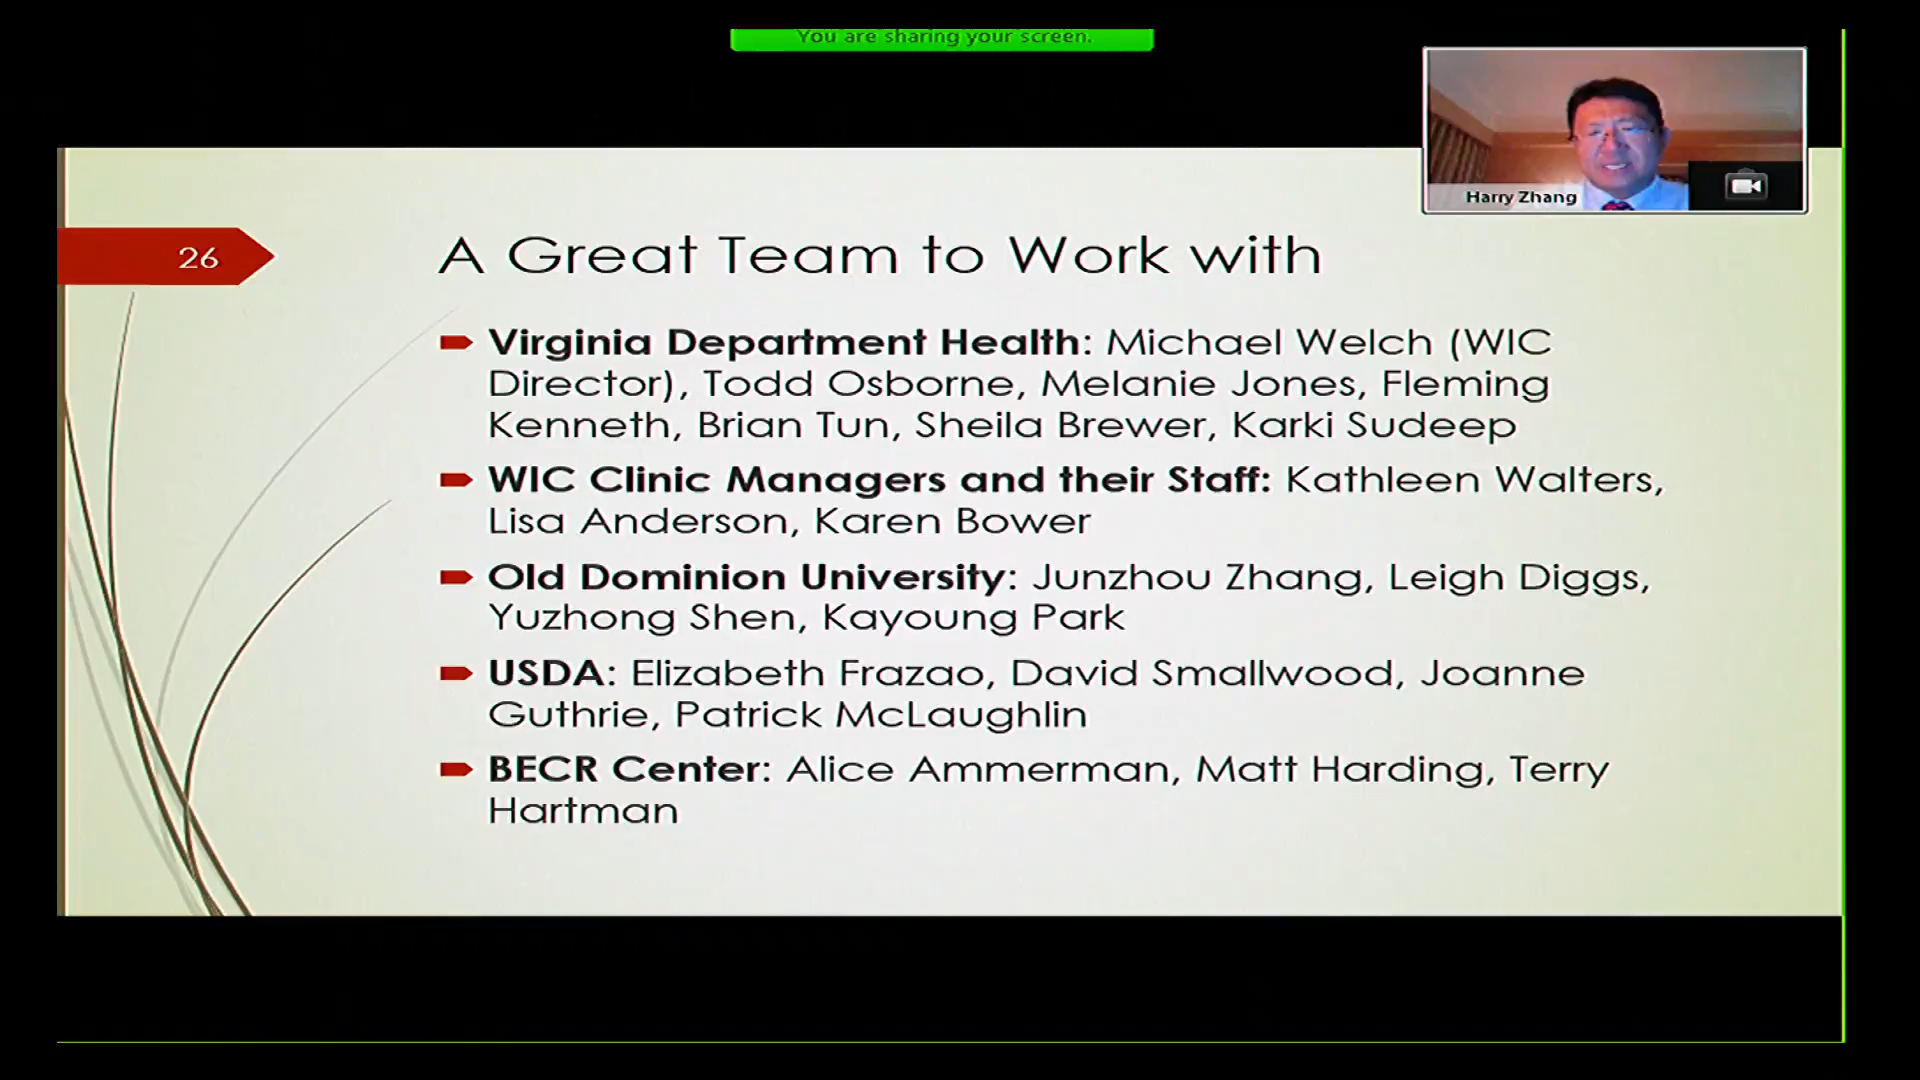 You are sharing your screen.
Harry Zhang
26
A Great Team to Work with
Virginia Department Health: Michael Welch (WIC
Director), Todd Osborne, Melanie Jones, Fleming
Kenneth, Brian Tun, Sheila Brewer, Karki Sudeep
WIC Clinic Managers and their Staff: Kathleen Walters,
Lisa Anderson, Karen Bower
Old Dominion University: Junzhou Zhang, Leigh Diggs,
Yuzhong Shen, Kayoung Park
USDA: Elizabeth Frazao, David Smallwood, Joanne
Guthrie, Patrick McLaughlin
BECR Center: Alice Ammerman, Matt Harding, Terry
Hartman